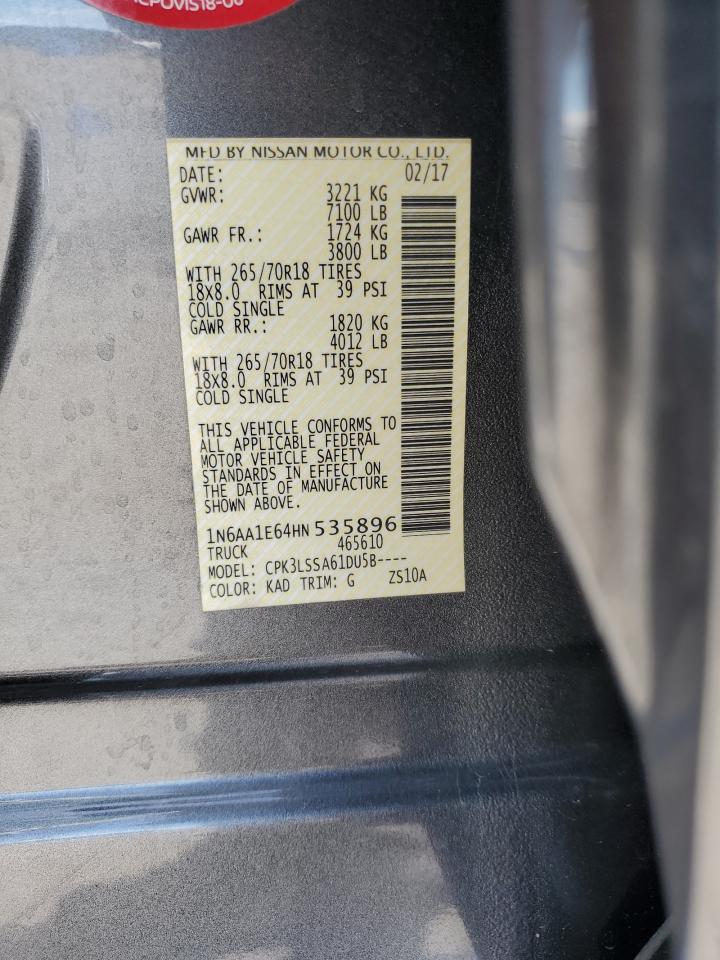 CPOVIS18-06
MFD BY NISSAN MOTOR CO., LTD.
DATE: 02/17
GVWR: 3221 KG
7100 LB
GAWR FR.: 1724 KG
3800 LB
WITH 265/70R18 TIRES
18X8.0 RIMS AT 39 PSI
COLD SINGLE
GAWR RR.: 1820 KG
4012 LB
WITH 265/70R18 TIRES
18X8.0 RIMS AT 39 PSI
COLD SINGLE
THIS VEHICLE CONFORMS TO
ALL APPLICABLE FEDERAL
MOTOR VEHICLE SAFETY
STANDARDS IN EFFECT ON
THE DATE OF MANUFACTURE
SHOWN ABOVE.
1N6AA1E64HN535896
TRUCK 465610
MODEL: CPK3LSSA61DU5B----
COLOR: KAD TRIM: G ZS10A